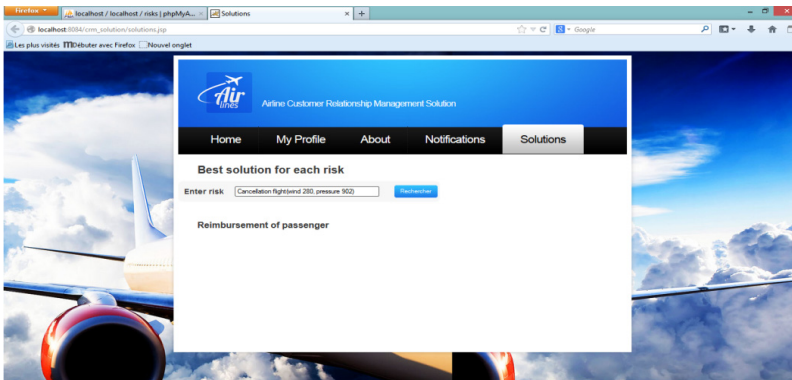 Firefox
localhost / localhost / risks | phpMyA...
Solutions
localhost:8084/crm_solution/solutions.jsp
Google
Les plus visités Débuter avec Firefox Nouvel onglet
Air
lines
Airline Customer Relationship Management Solution
Home My Profile About Notifications Solutions
Best solution for each risk
Enter risk Cancellation flight(wind 280, pressure 902) Rechercher
Reimbursement of passenger